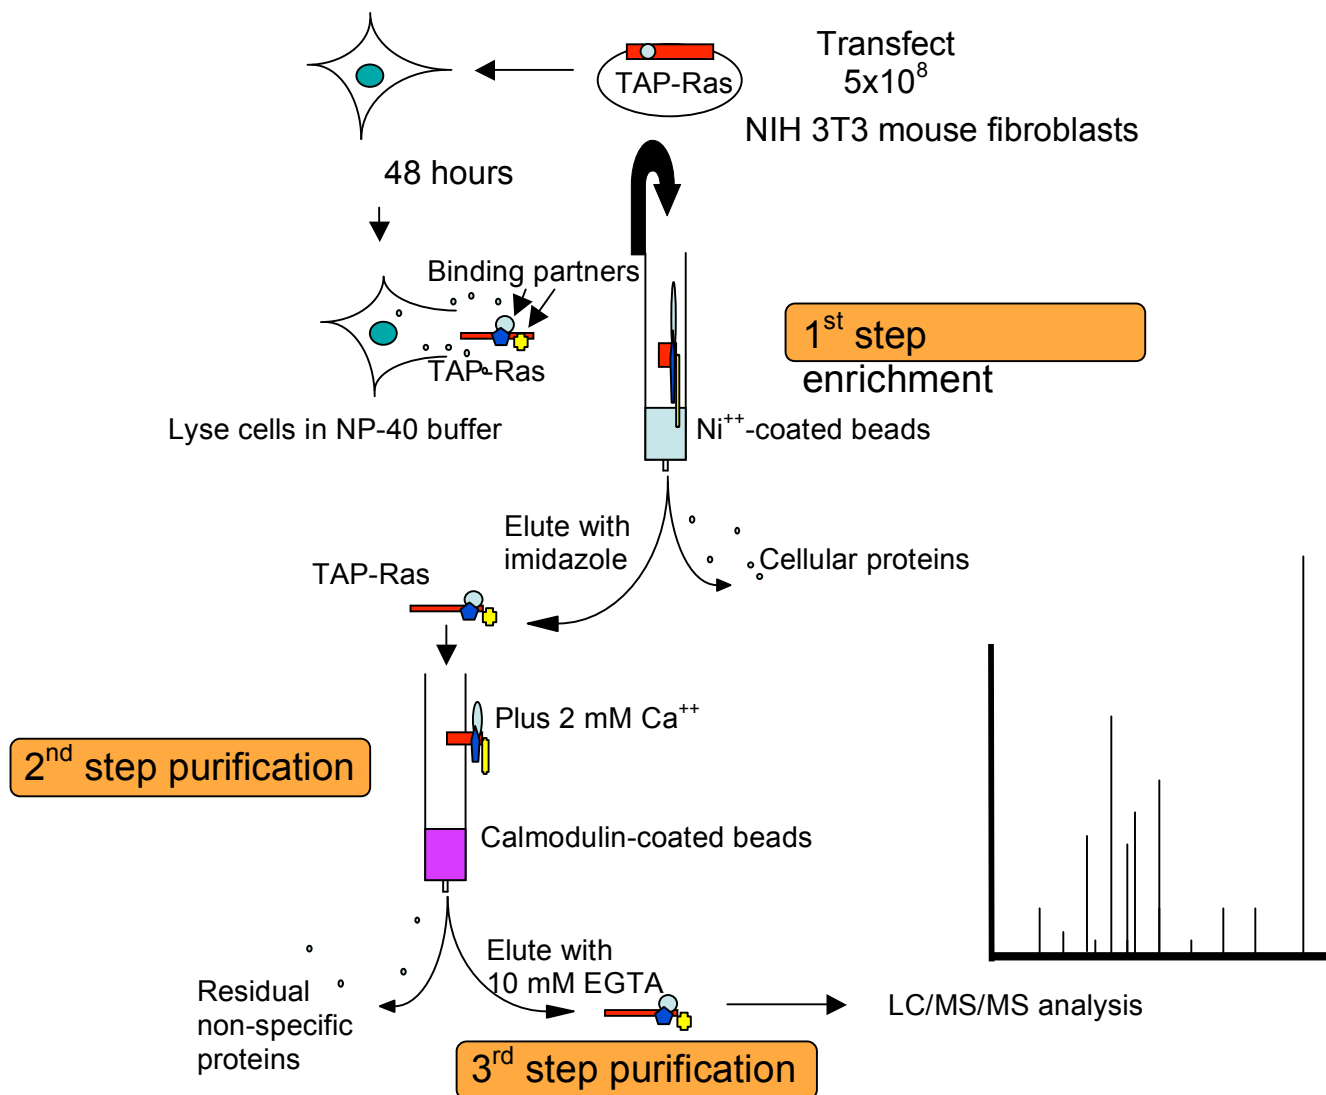 Transfect
5x10⁸
NIH 3T3 mouse fibroblasts
TAP-Ras
48 hours
Binding partners
TAP-Ras
Lyse cells in NP-40 buffer
1ˢᵗ step
enrichment
Ni⁺⁺-coated beads
Elute with
imidazole
Cellular proteins
TAP-Ras
Plus 2 mM Ca⁺⁺
2ⁿᵈ step purification
Calmodulin-coated beads
Elute with
10 mM EGTA
Residual
non-specific
proteins
LC/MS/MS analysis
3ʳᵈ step purification